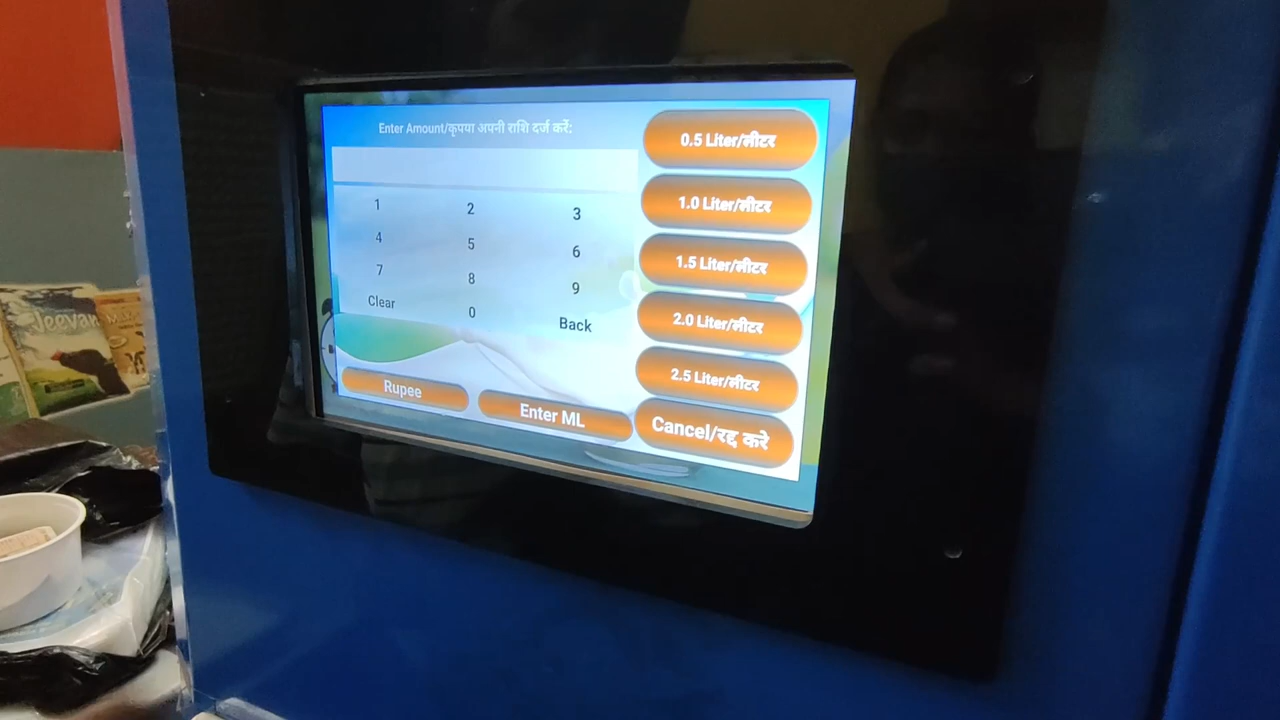 Enter Amount/कृपया अपनी राशि दर्ज करें:
1 2 3
4 5 6
7 8 9
Clear 0 Back
Rupee
Enter ML
0.5 Liter/लीटर
1.0 Liter/लीटर
1.5 Liter/लीटर
2.0 Liter/लीटर
2.5 Liter/लीटर
Cancel/रद्द करे
Jeevan